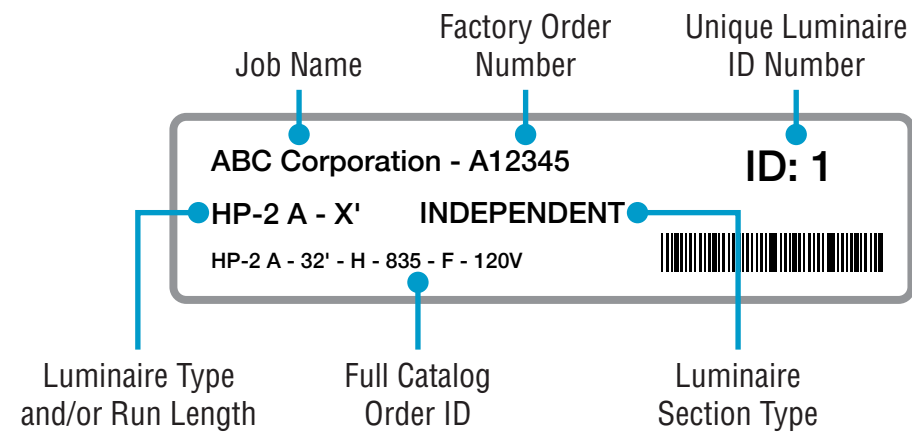 Job Name
Factory Order
Number
Unique Luminaire
ID Number
ABC Corporation - A12345
ID: 1
HP-2 A - X'
INDEPENDENT
HP-2 A - 32' - H - 835 - F - 120V
Luminaire Type
and/or Run Length
Full Catalog
Order ID
Luminaire
Section Type